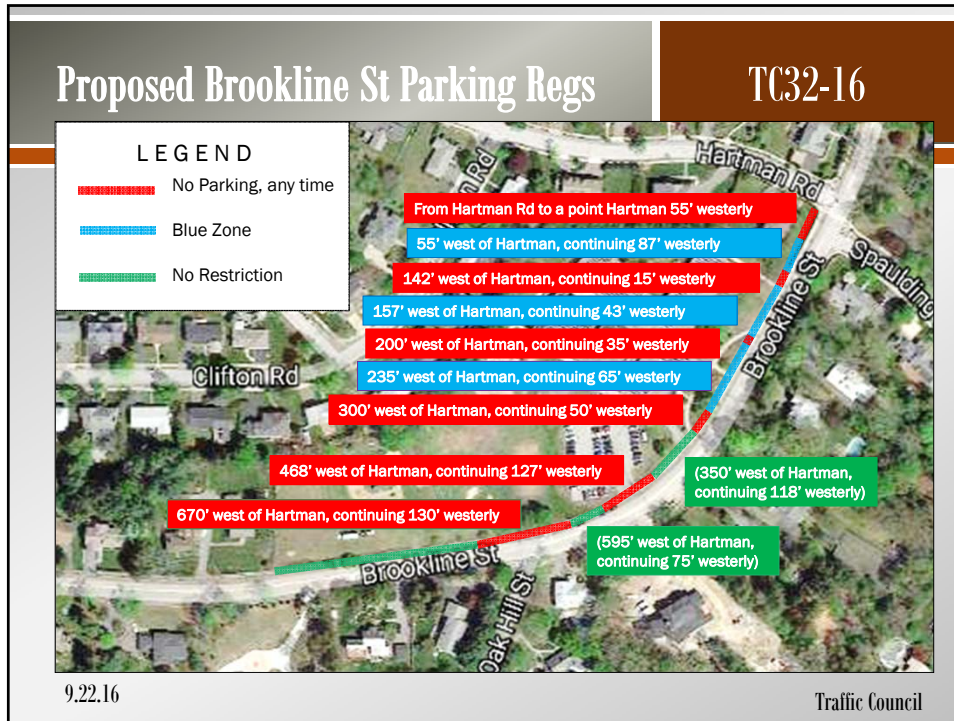 Proposed Brookline St Parking Regs
TC32-16
L E G E N D
No Parking, any time
Blue Zone
No Restriction
Hartman Rd
Rd
From Hartman Rd to a point Hartman 55' westerly
55' west of Hartman, continuing 87' westerly
142' west of Hartman, continuing 15' westerly
157' west of Hartman, continuing 43' westerly
200' west of Hartman, continuing 35' westerly
235' west of Hartman, continuing 65' westerly
300' west of Hartman, continuing 50' westerly
468' west of Hartman, continuing 127' westerly
670' west of Hartman, continuing 130' westerly
(350' west of Hartman,
continuing 118' westerly)
(595' west of Hartman,
continuing 75' westerly)
Spaulding
Brookline St
Clifton Rd
Brookline St
Oak Hill St
9.22.16
Traffic Council